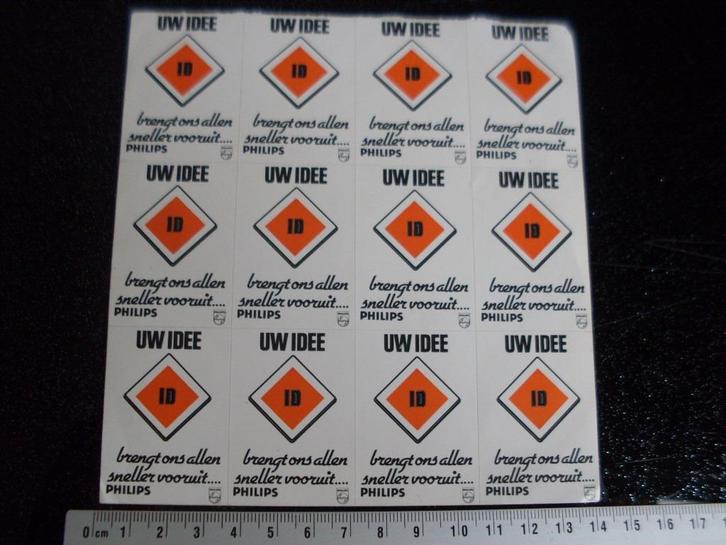 UW IDEE UW IDEE UW IDEE UW IDEE
ID ID ID ID
brengt ons allen brengt ons allen brengt ons allen brengt ons allen
sneller vooruit.... sneller vooruit.... sneller vooruit.... sneller vooruit....
PHILIPS PHILIPS PHILIPS PHILIPS
UW IDEE UW IDEE UW IDEE UW IDEE
ID ID ID ID
brengt ons allen brengt ons allen brengt ons allen brengt ons allen
sneller vooruit.... sneller vooruit.... sneller vooruit.... sneller vooruit....
PHILIPS PHILIPS PHILIPS PHILIPS
UW IDEE UW IDEE UW IDEE UW IDEE
ID ID ID ID
brengt ons allen brengt ons allen brengt ons allen brengt ons allen
sneller vooruit.... sneller vooruit.... sneller vooruit.... sneller vooruit....
PHILIPS PHILIPS PHILIPS PHILIPS
0 cm 1 2 3 4 5 6 7 8 9 10 11 12 13 14 15 16 17